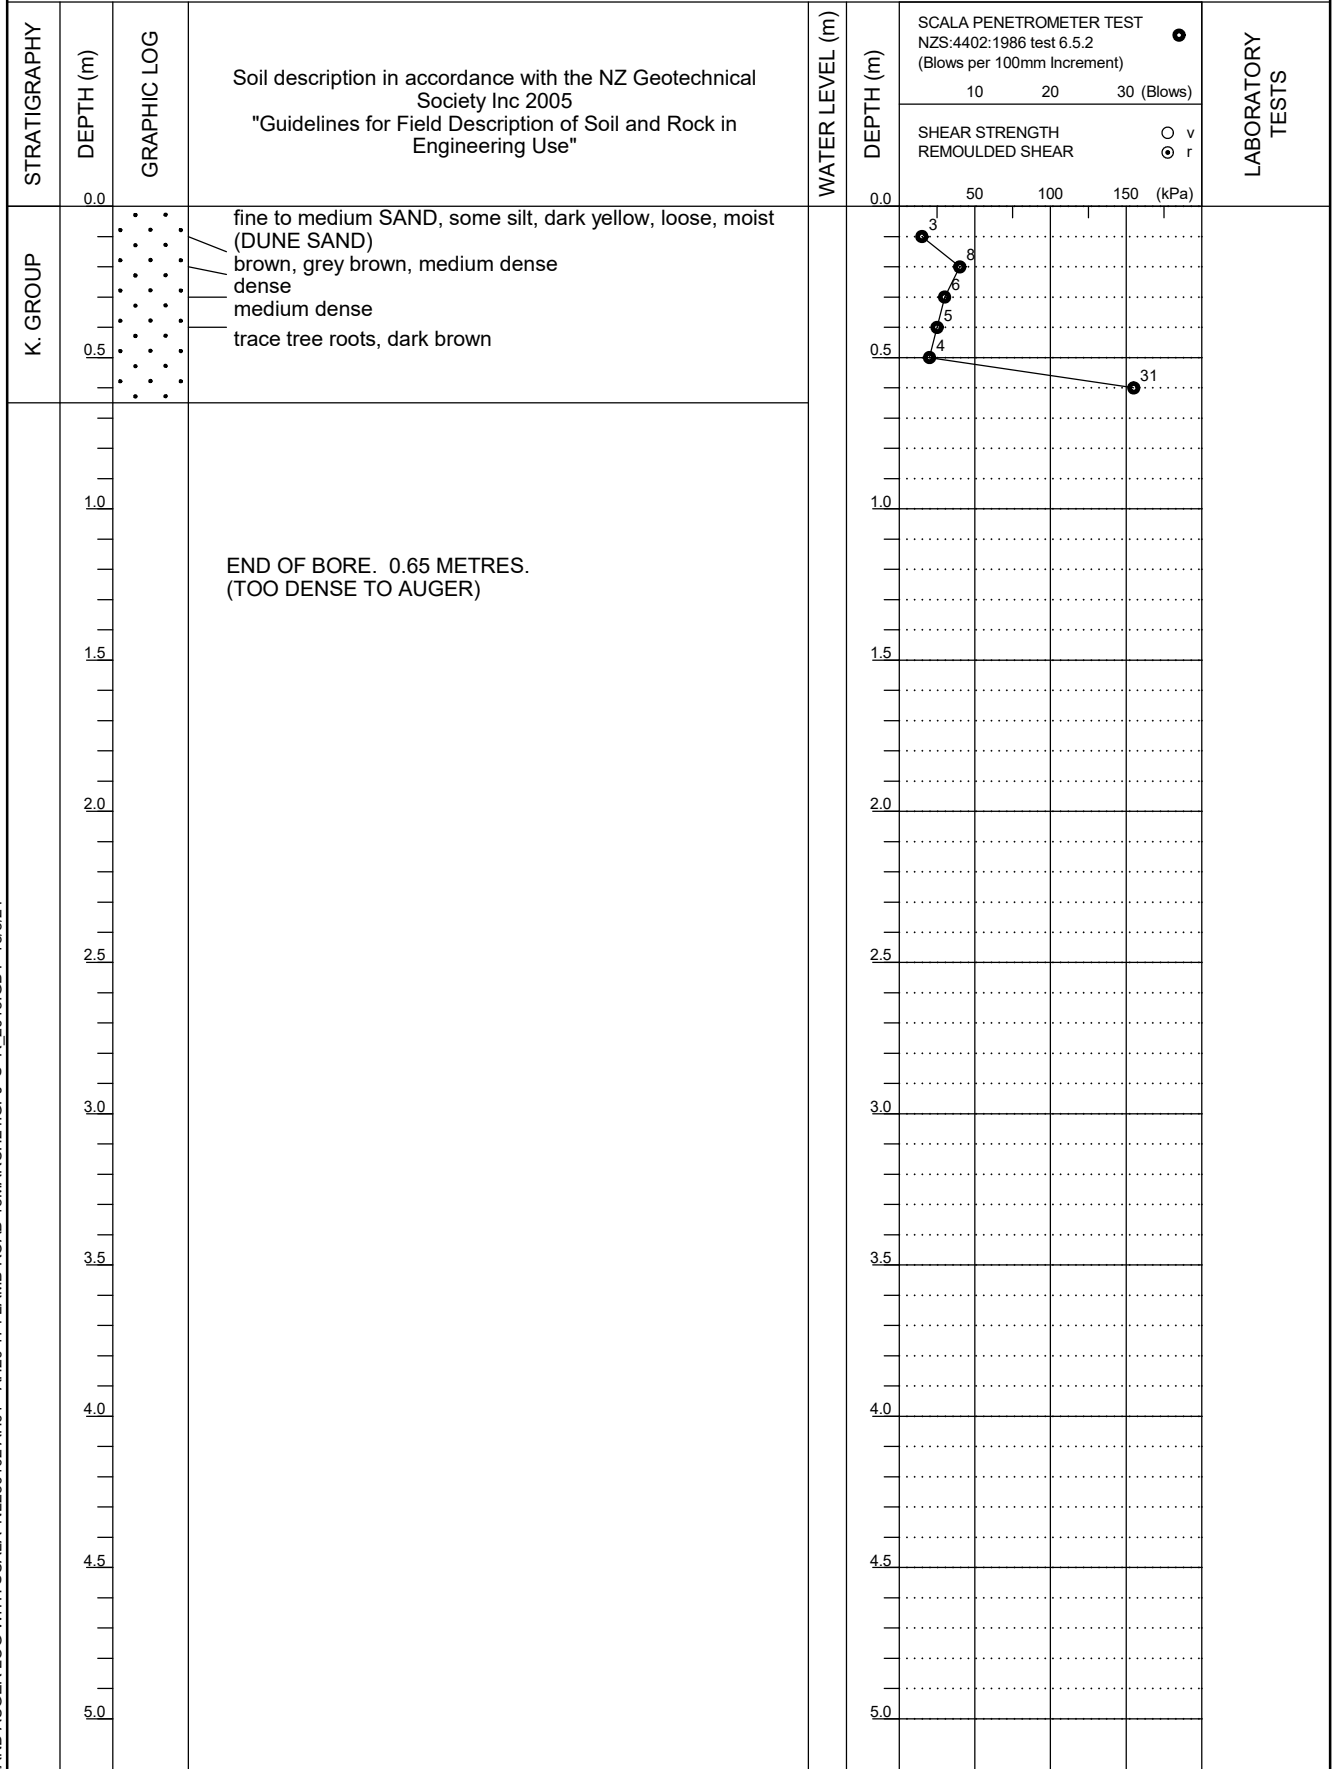 STRATIGRAPHY
DEPTH (m)
GRAPHIC LOG
Soil description in accordance with the NZ Geotechnical
Society Inc 2005
"Guidelines for Field Description of Soil and Rock in
Engineering Use"
WATER LEVEL (m)
DEPTH (m)
SCALA PENETROMETER TEST
NZS:4402:1986 test 6.5.2
(Blows per 100mm Increment)
10 20 30 (Blows)
SHEAR STRENGTH v
REMOULDED SHEAR r
50 100 150 (kPa)
LABORATORY
TESTS
0.0 0.0
K. GROUP
fine to medium SAND, some silt, dark yellow, loose, moist
(DUNE SAND)
brown, grey brown, medium dense
dense
medium dense
trace tree roots, dark brown
3
8
6
5
4
31
0.5 0.5
1.0 1.0
END OF BORE. 0.65 METRES.
(TOO DENSE TO AUGER)
1.5 1.5
2.0 2.0
2.5 2.5
3.0 3.0
3.5 3.5
4.0 4.0
4.5 4.5
5.0 5.0